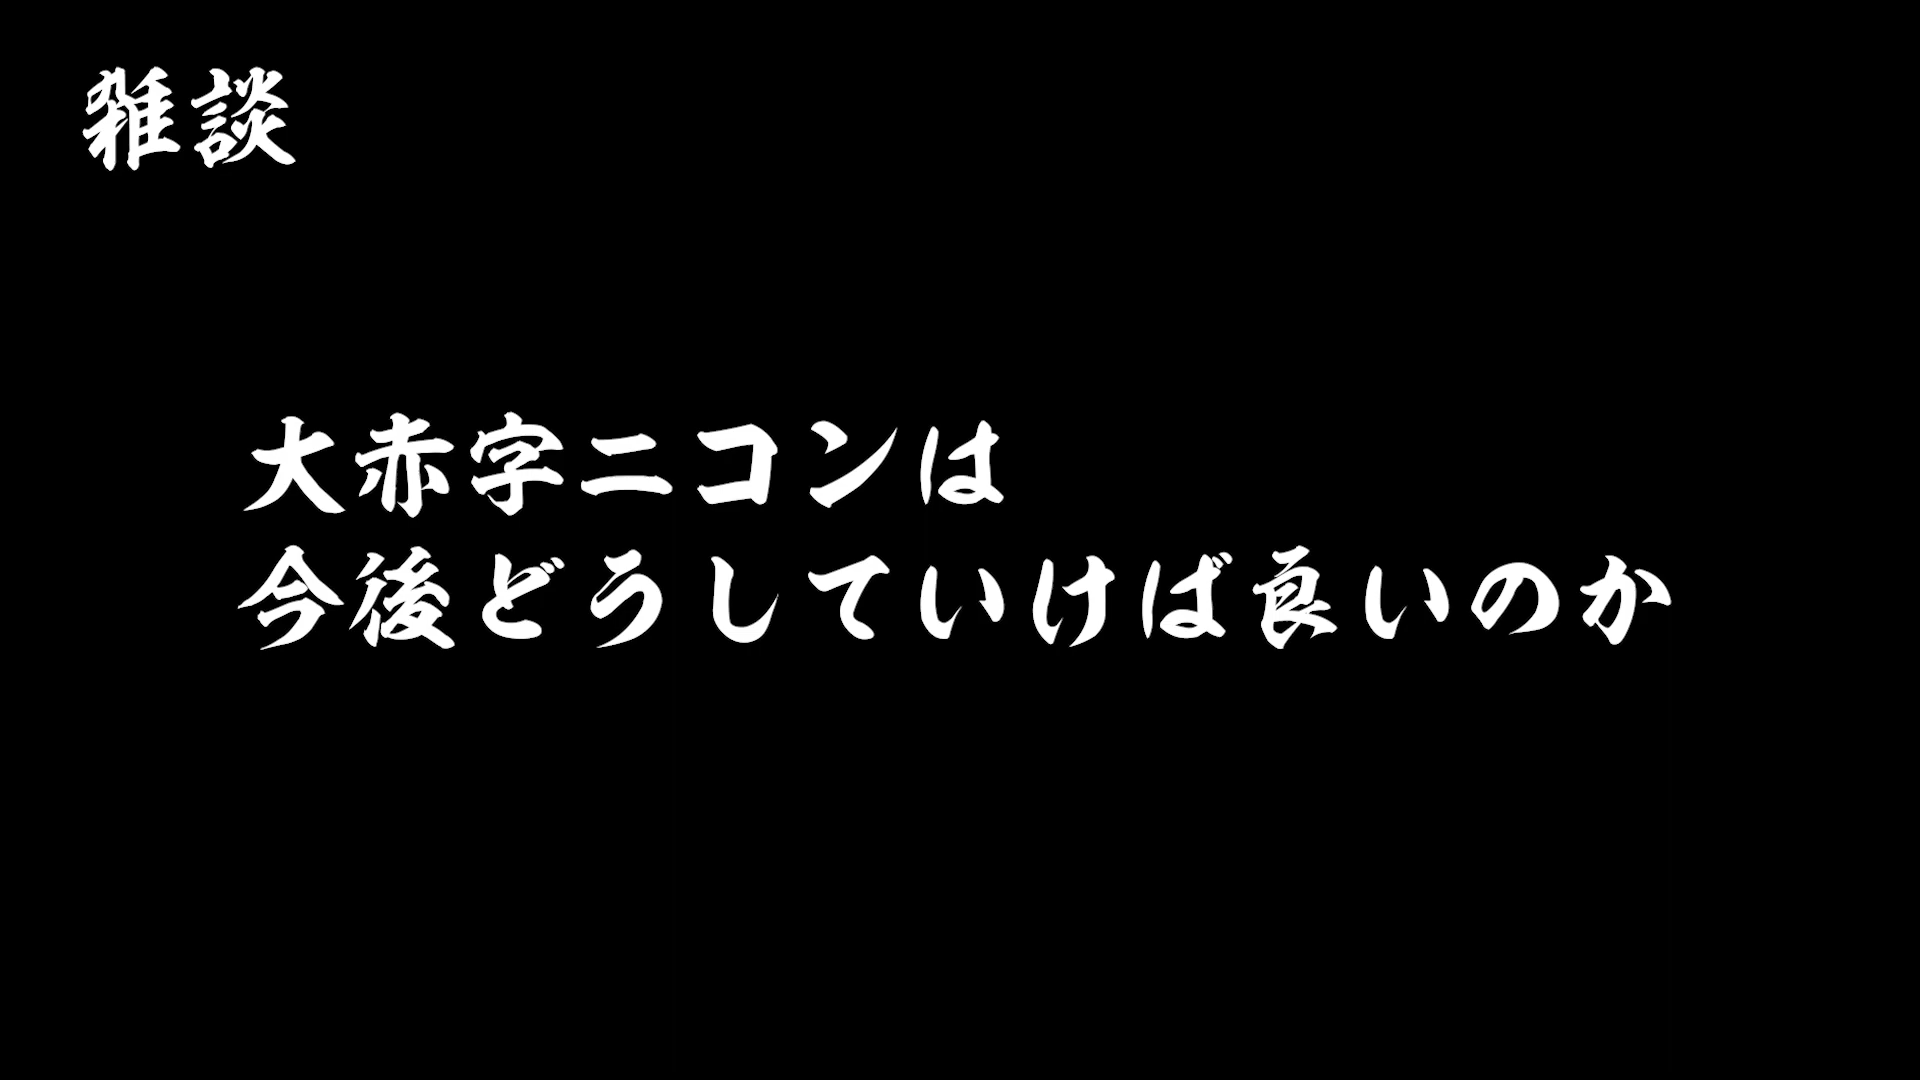 雑談
大赤字ニコンは
今後どうしていけば良いのか